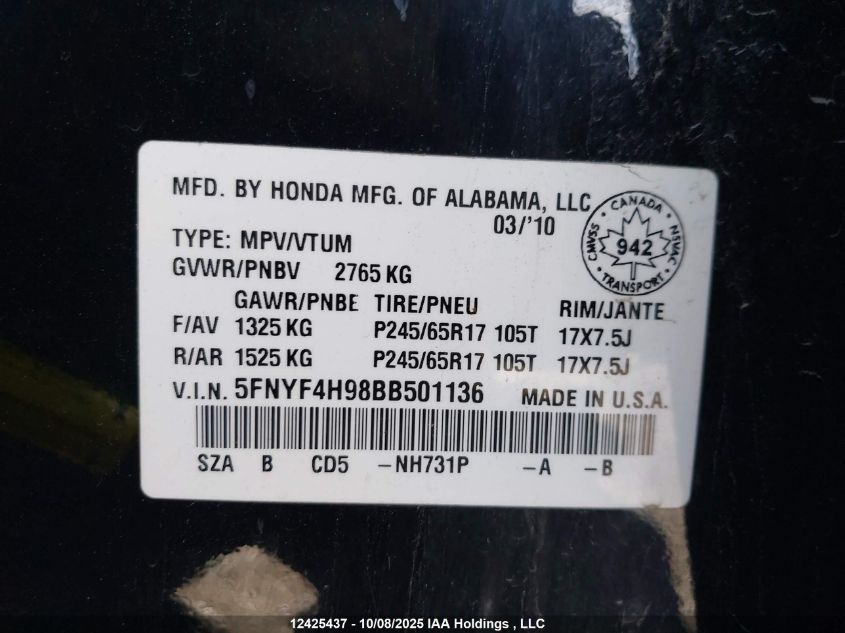 MFD. BY HONDA MFG. OF ALABAMA, LLC
03/'10
CANADA
CMVSS 942 NSVAC
TRANSPORT
TYPE: MPV/VTUM
GVWR/PNBV 2765 KG
GAWR/PNBE TIRE/PNEU RIM/JANTE
F/AV 1325 KG P245/65R17 105T 17X7.5J
R/AR 1525 KG P245/65R17 105T 17X7.5J
V.I.N. 5FNYF4H98BB501136 MADE IN U.S.A.
SZA B CD5 -NH731P -A -B
12425437 - 10/08/2025 IAA Holdings , LLC